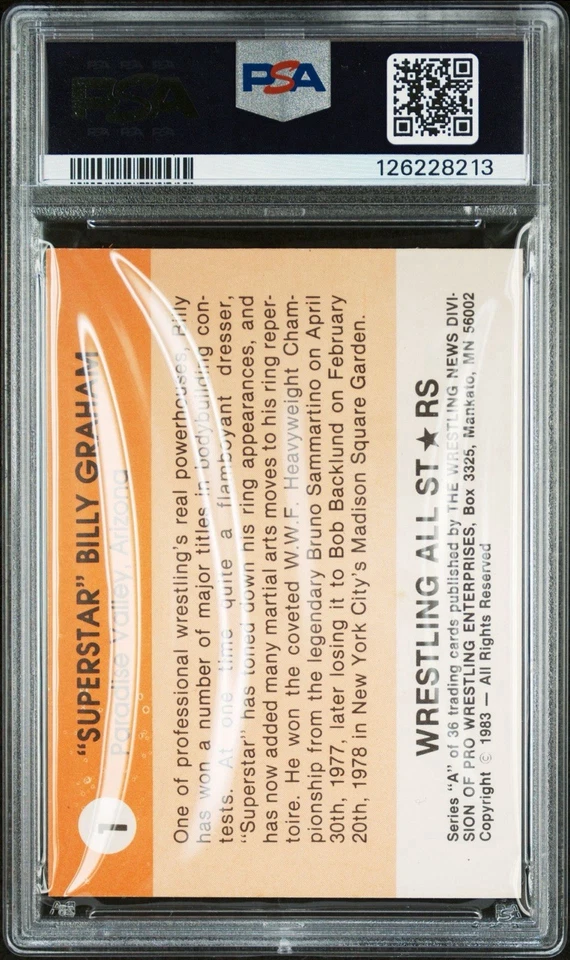 PSA
126228213
1
"SUPERSTAR" BILLY GRAHAM
Paradise Valley, Arizona
One of professional wrestling's real powerhouses, Billy
has won a number of major titles in bodybuilding con-
tests. At one time quite a flamboyant dresser,
"Superstar" has toned down his ring appearances, and
has now added many martial arts moves to his ring reper-
toire. He won the coveted W.W.F. Heavyweight Cham-
pionship from the legendary Bruno Sammartino on April
30th, 1977, later losing it to Bob Backlund on February
20th, 1978 in New York City's Madison Square Garden.
WRESTLING ALL ST★RS
Series "A" of 36 trading cards published by THE WRESTLING NEWS DIVI-
SION OF PRO WRESTLING ENTERPRISES, Box 3325, Mankato, MN 56002
Copyright © 1983 — All Rights Reserved